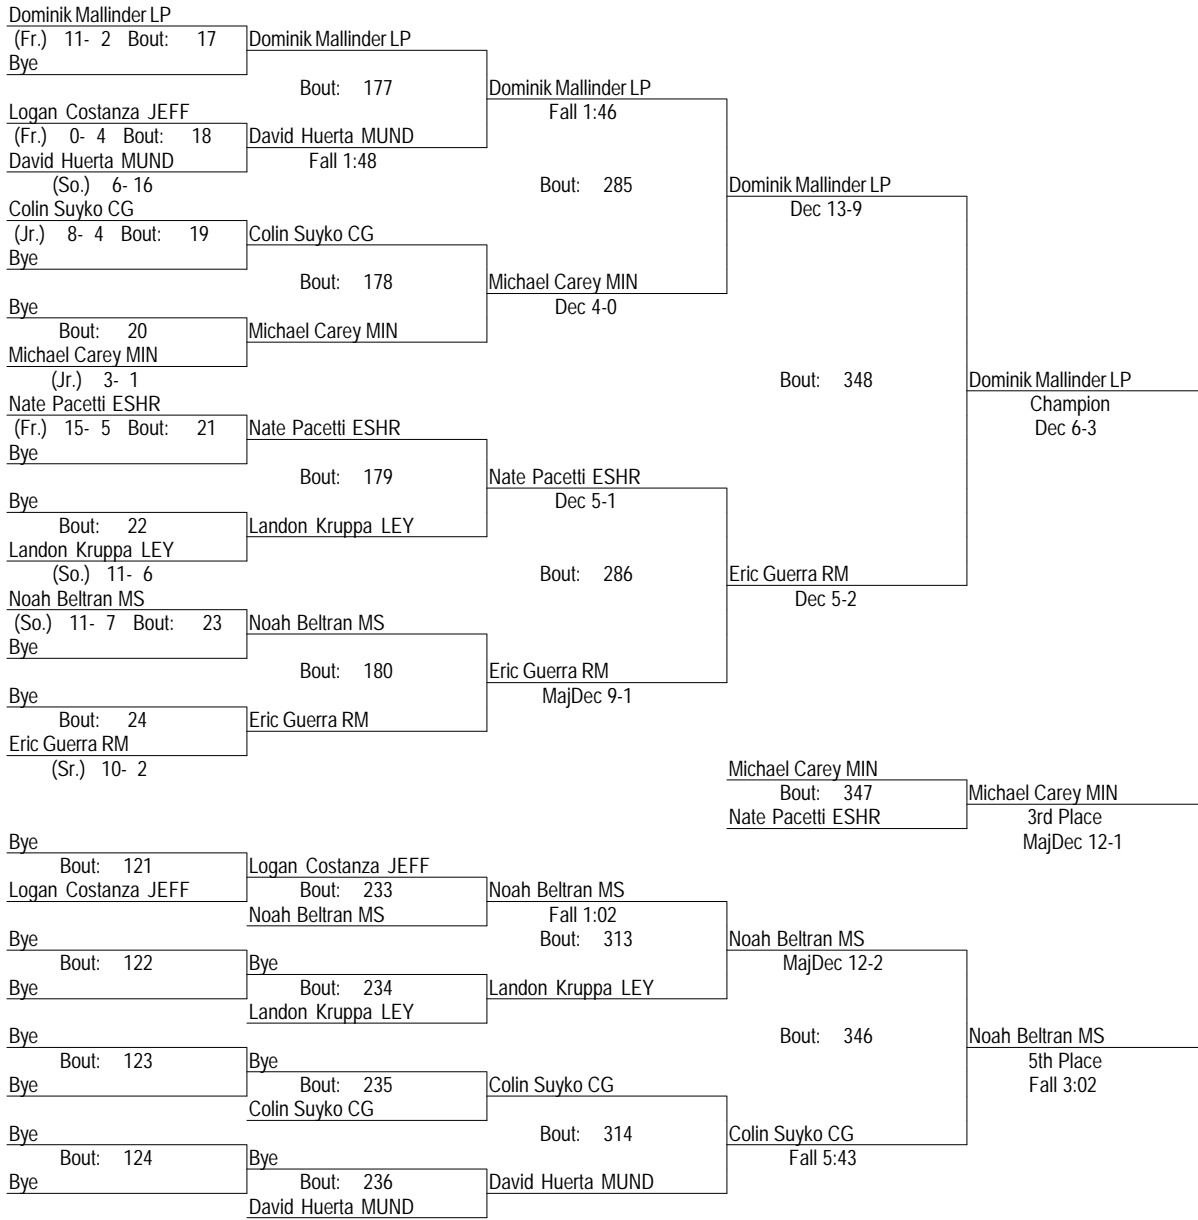 Dominik Mallinder LP
(Fr.) 11- 2 Bout: 17 Dominik Mallinder LP
Bye
Bout: 177 Dominik Mallinder LP
Logan Costanza JEFF Fall 1:46
(Fr.) 0- 4 Bout: 18 David Huerta MUND
David Huerta MUND Fall 1:48
(So.) 6- 16 Bout: 285 Dominik Mallinder LP
Colin Suyko CG Dec 13-9
(Jr.) 8- 4 Bout: 19 Colin Suyko CG
Bye
Bout: 178 Michael Carey MIN
Bye Dec 4-0
Bout: 20 Michael Carey MIN
Michael Carey MIN
(Jr.) 3- 1 Bout: 348 Dominik Mallinder LP
Nate Pacetti ESHR Champion
(Fr.) 15- 5 Bout: 21 Nate Pacetti ESHR Dec 6-3
Bye
Bout: 179 Nate Pacetti ESHR
Bye Dec 5-1
Bout: 22 Landon Kruppa LEY
Landon Kruppa LEY
(So.) 11- 6 Bout: 286 Eric Guerra RM
Noah Beltran MS Dec 5-2
(So.) 11- 7 Bout: 23 Noah Beltran MS
Bye
Bout: 180 Eric Guerra RM
Bye MajDec 9-1
Bout: 24 Eric Guerra RM
Eric Guerra RM
(Sr.) 10- 2 Michael Carey MIN
Bout: 347 Michael Carey MIN
Nate Pacetti ESHR 3rd Place
Bye MajDec 12-1
Bout: 121 Logan Costanza JEFF
Logan Costanza JEFF Bout: 233 Noah Beltran MS
Noah Beltran MS Fall 1:02
Bye Bout: 313 Noah Beltran MS
Bout: 122 Bye MajDec 12-2
Bye Bout: 234 Landon Kruppa LEY
Landon Kruppa LEY
Bye Bout: 346 Noah Beltran MS
Bout: 123 Bye 5th Place
Bye Bout: 235 Colin Suyko CG Fall 3:02
Colin Suyko CG
Bye Bout: 314 Colin Suyko CG
Bout: 124 Bye Fall 5:43
Bye Bout: 236 David Huerta MUND
David Huerta MUND